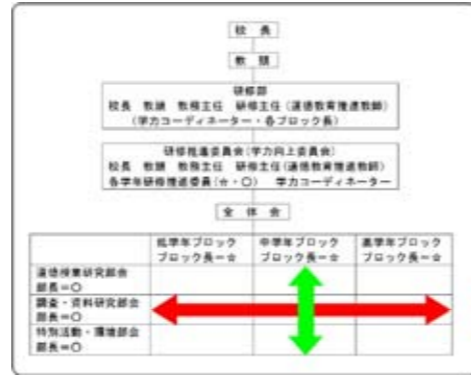 校長
教頭
研修部
校長 教頭 教務主任 研修主任(道徳教育推進教師)
(学力コーディネーター・各ブロック長)
研修推進委員会(学力向上委員会)
校長 教頭 教務主任 研修主任(道徳教育推進教師)
各学年研修推進委員(☆・○) 学力コーディネーター
全体会
低学年ブロック 中学年ブロック 高学年ブロック
ブロック長=☆ ブロック長=☆ ブロック長=☆
道徳授業研究部会
部長=○
調査・資料研究部会
部長=○
特別活動・環境部会
部長=○